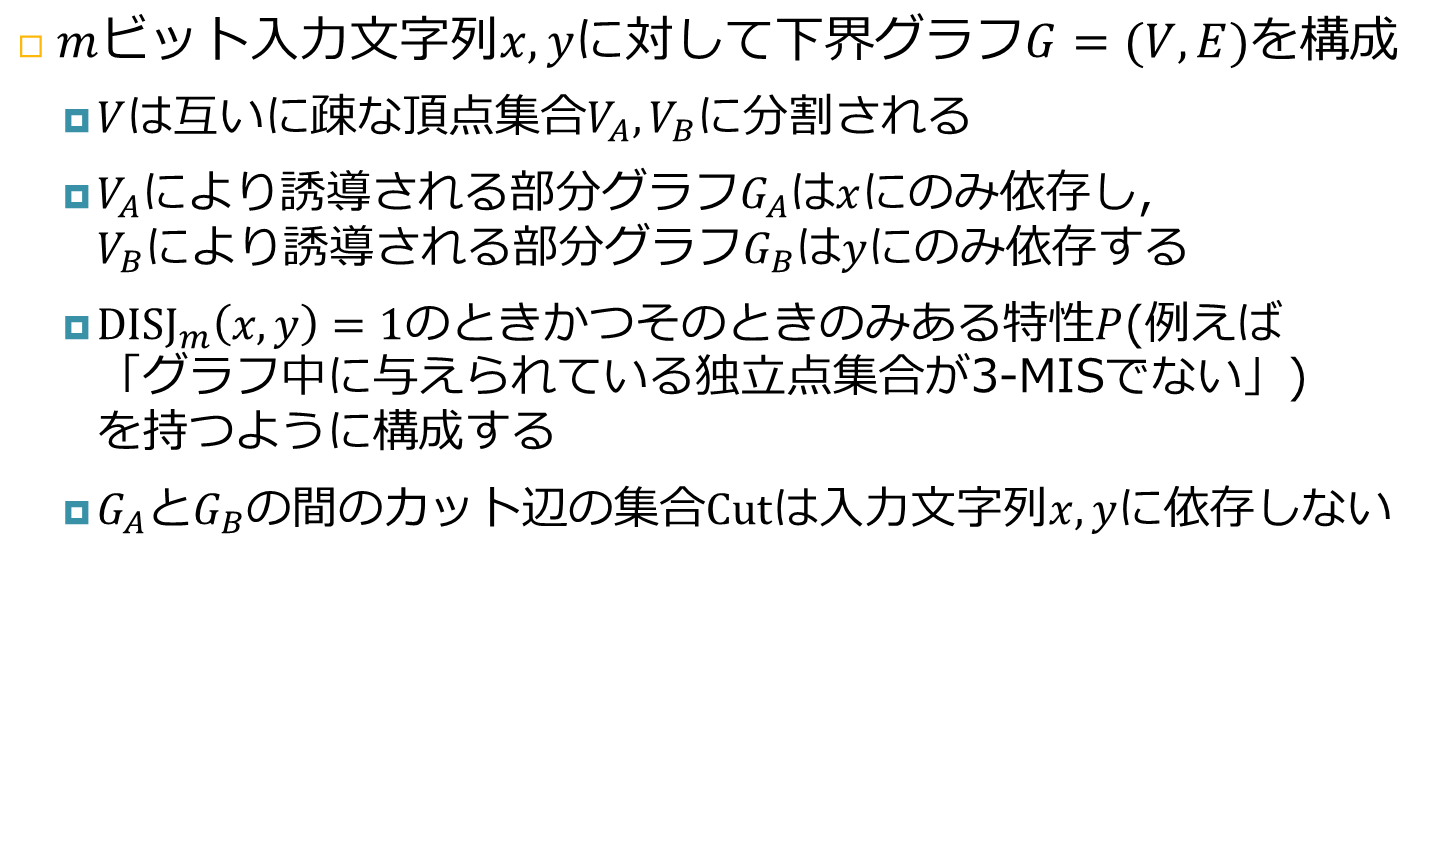 𝑚ビット入力文字列𝑥, 𝑦に対して下界グラフ𝐺 = (𝑉, 𝐸)を構成
𝑉は互いに疎な頂点集合𝑉_𝐴, 𝑉_𝐵に分割される
𝑉_𝐴により誘導される部分グラフ𝐺_𝐴は𝑥にのみ依存し,
𝑉_𝐵により誘導される部分グラフ𝐺_𝐵は𝑦にのみ依存する
DISJ_𝑚(𝑥, 𝑦) = 1のときかつそのときのみある特性𝑃(例えば
「グラフ中に与えられている独立点集合が3-MISでない」)
を持つように構成する
𝐺_𝐴と𝐺_𝐵の間のカット辺の集合Cutは入力文字列𝑥, 𝑦に依存しない